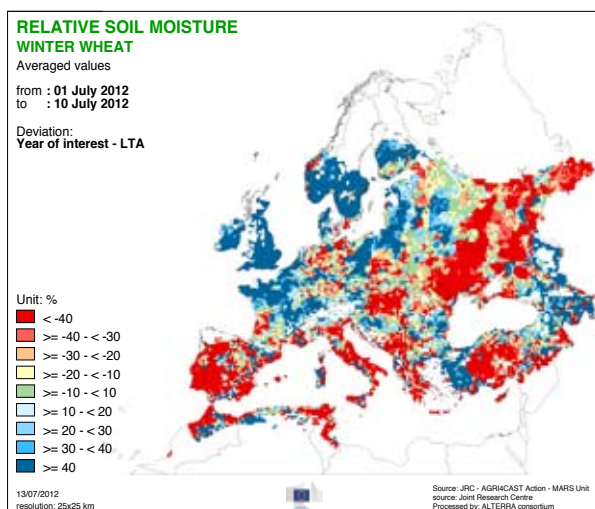 RELATIVE SOIL MOISTURE
WINTER WHEAT
Averaged values
from : 01 July 2012
to : 10 July 2012
Deviation:
Year of interest - LTA
Unit: %
< -40
>= -40 - < -30
>= -30 - < -20
>= -20 - < -10
>= -10 - < 10
>= 10 - < 20
>= 20 - < 30
>= 30 - < 40
>= 40
13/07/2012
resolution: 25x25 km
Source: JRC - AGRI4CAST Action - MARS Unit
source: Joint Research Centre
Processed by: ALTERRA consortium